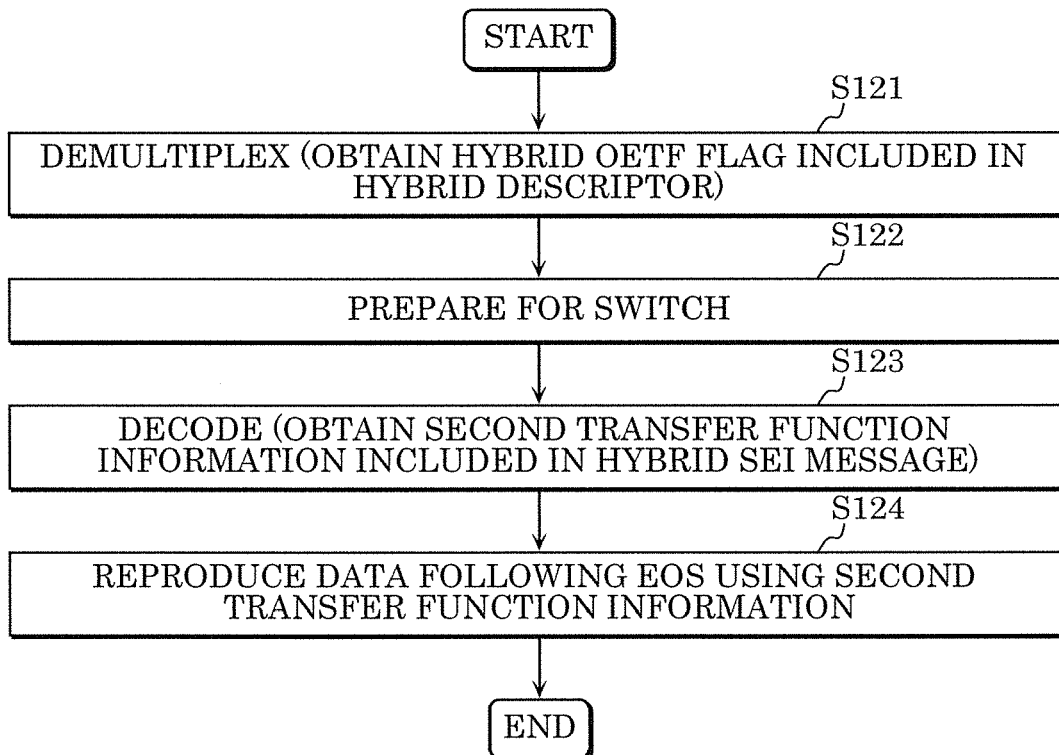 START
S121
DEMULTIPLEX (OBTAIN HYBRID OETF FLAG INCLUDED IN
HYBRID DESCRIPTOR)
S122
PREPARE FOR SWITCH
S123
DECODE (OBTAIN SECOND TRANSFER FUNCTION
INFORMATION INCLUDED IN HYBRID SEI MESSAGE)
S124
REPRODUCE DATA FOLLOWING EOS USING SECOND
TRANSFER FUNCTION INFORMATION
END